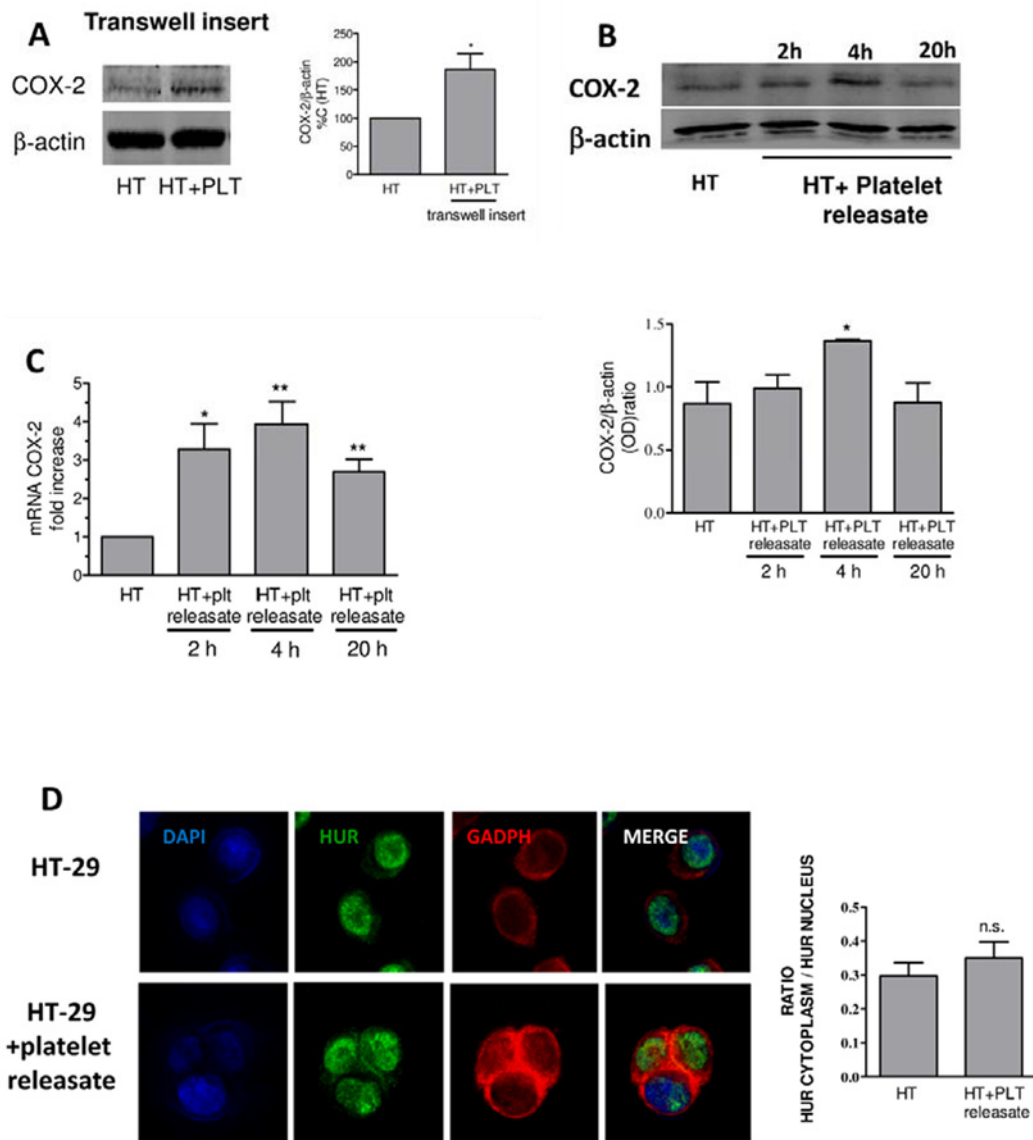 A
Transwell insert
COX-2
β-actin
HT HT+PLT
COX-2/β-actin
%C (HT)
250
200
150
100
50
0
*
HT
HT+PLT
transwell insert
B
2h 4h 20h
COX-2
β-actin
HT
HT+ Platelet
releasate
COX-2/β-actin
(OD)ratio
1.5
1.0
0.5
0.0
*
HT HT+PLT HT+PLT HT+PLT
releasate releasate releasate
2 h 4 h 20 h
C
mRNA COX-2
fold increase
5
4
3
2
1
0
* ** **
HT HT+plt HT+plt HT+plt
releasate releasate releasate
2 h 4 h 20 h
D
HT-29
DAPI HUR GADPH MERGE
HT-29
+platelet
releasate
RATIO
HUR CYTOPLASM / HUR NUCLEUS
0.5
0.4
0.3
0.2
0.1
0.0
n.s.
HT HT+PLT
releasate